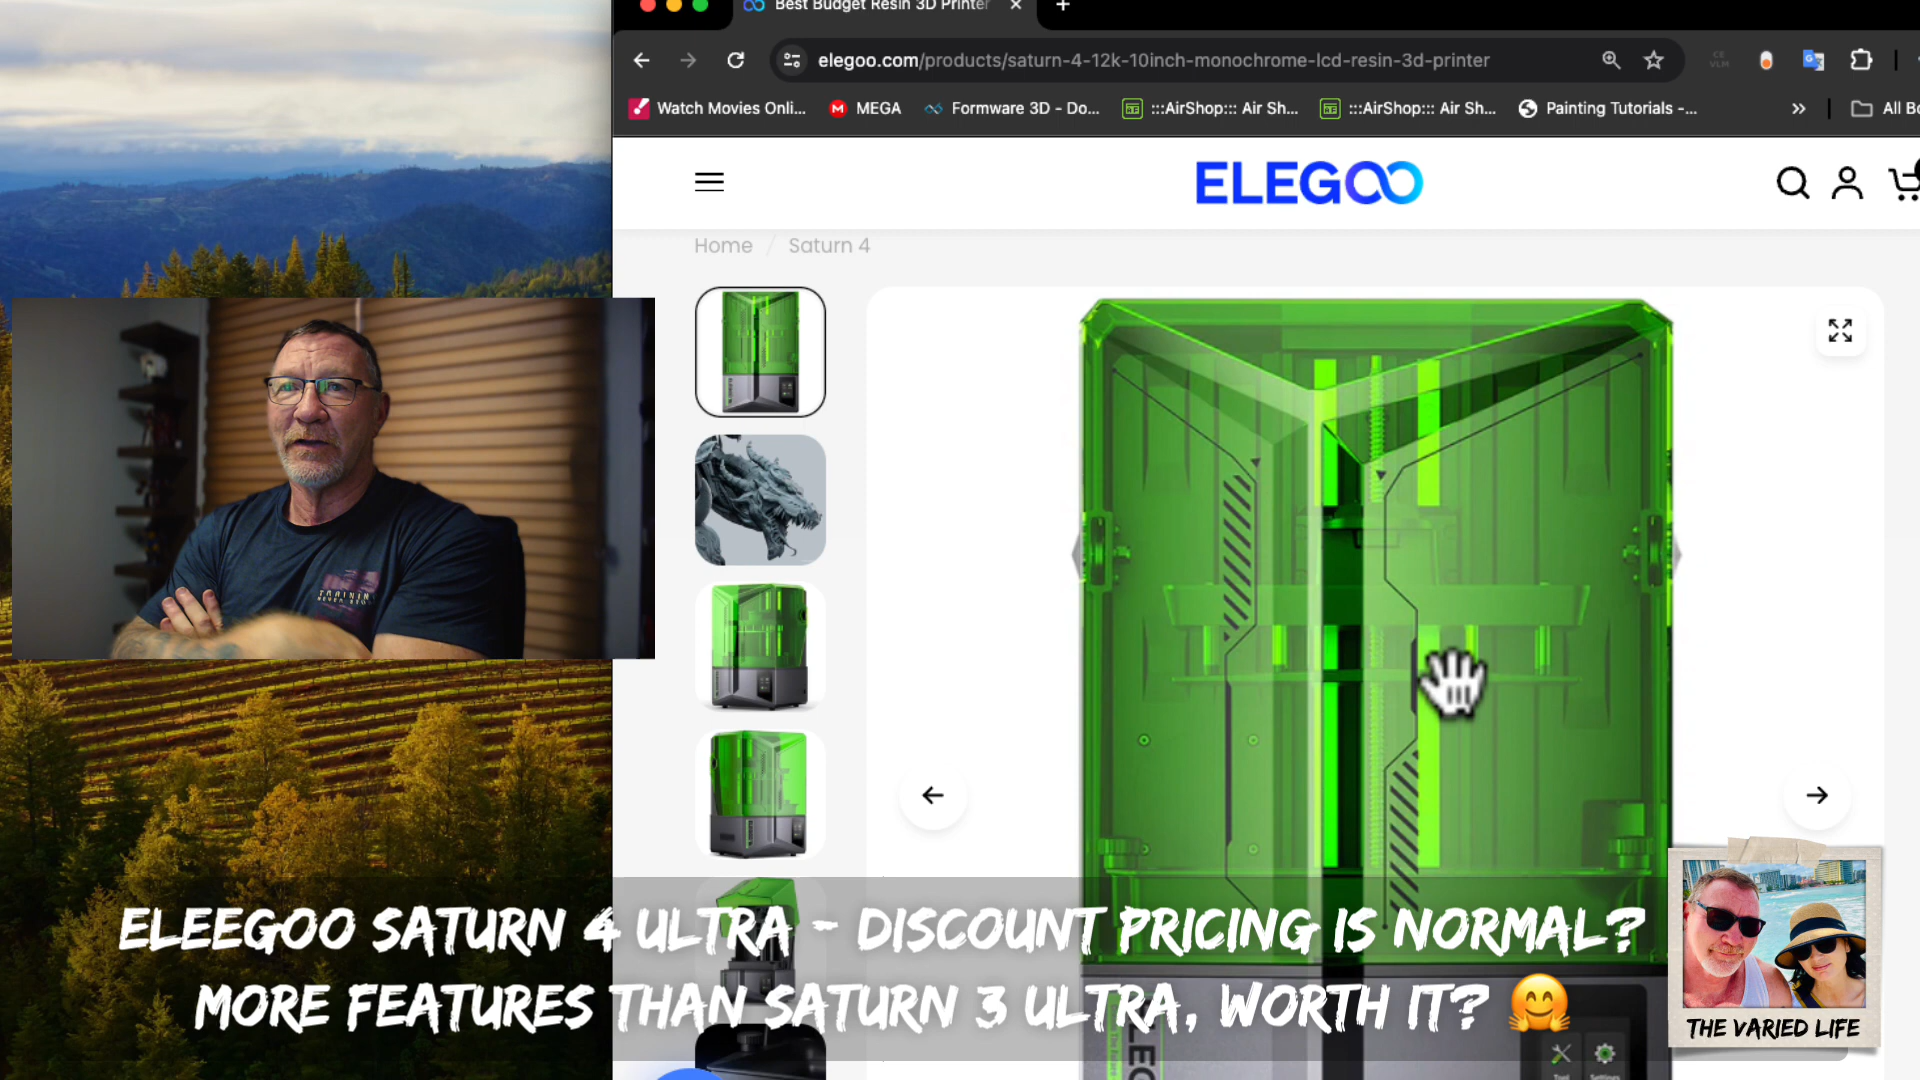 Best Budget Resin 3D Printer
elegoo.com/products/saturn-4-12k-10inch-monochrome-lcd-resin-3d-printer
Watch Movies Onli...
MEGA
Formware 3D - Do...
:::AirShop::: Air Sh...
:::AirShop::: Air Sh...
Painting Tutorials -...
All Bo
ELEGOO
Home / Saturn 4
TRAININ
ELEEGOO SATURN 4 ULTRA - DISCOUNT PRICING IS NORMAL?
MORE FEATURES THAN SATURN 3 ULTRA, WORTH IT? 🤗
THE VARIED LIFE